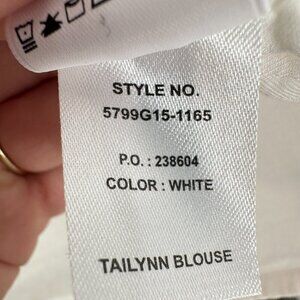 STYLE NO.
5799G15-1165
P.O. : 238604
COLOR : WHITE
TAILYNN BLOUSE